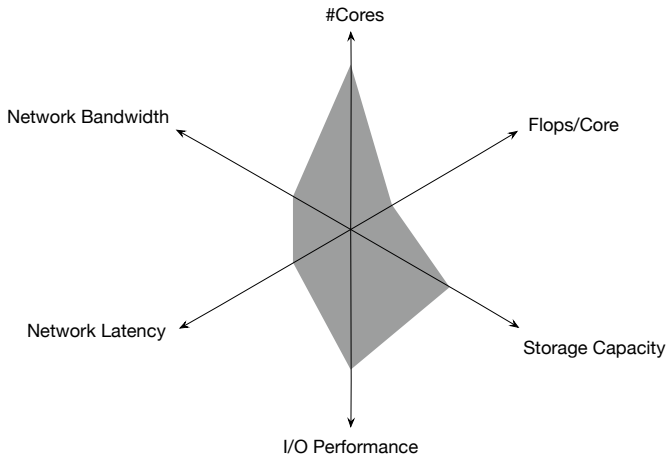 #Cores
Network Bandwidth
Flops/Core
Network Latency
Storage Capacity
I/O Performance